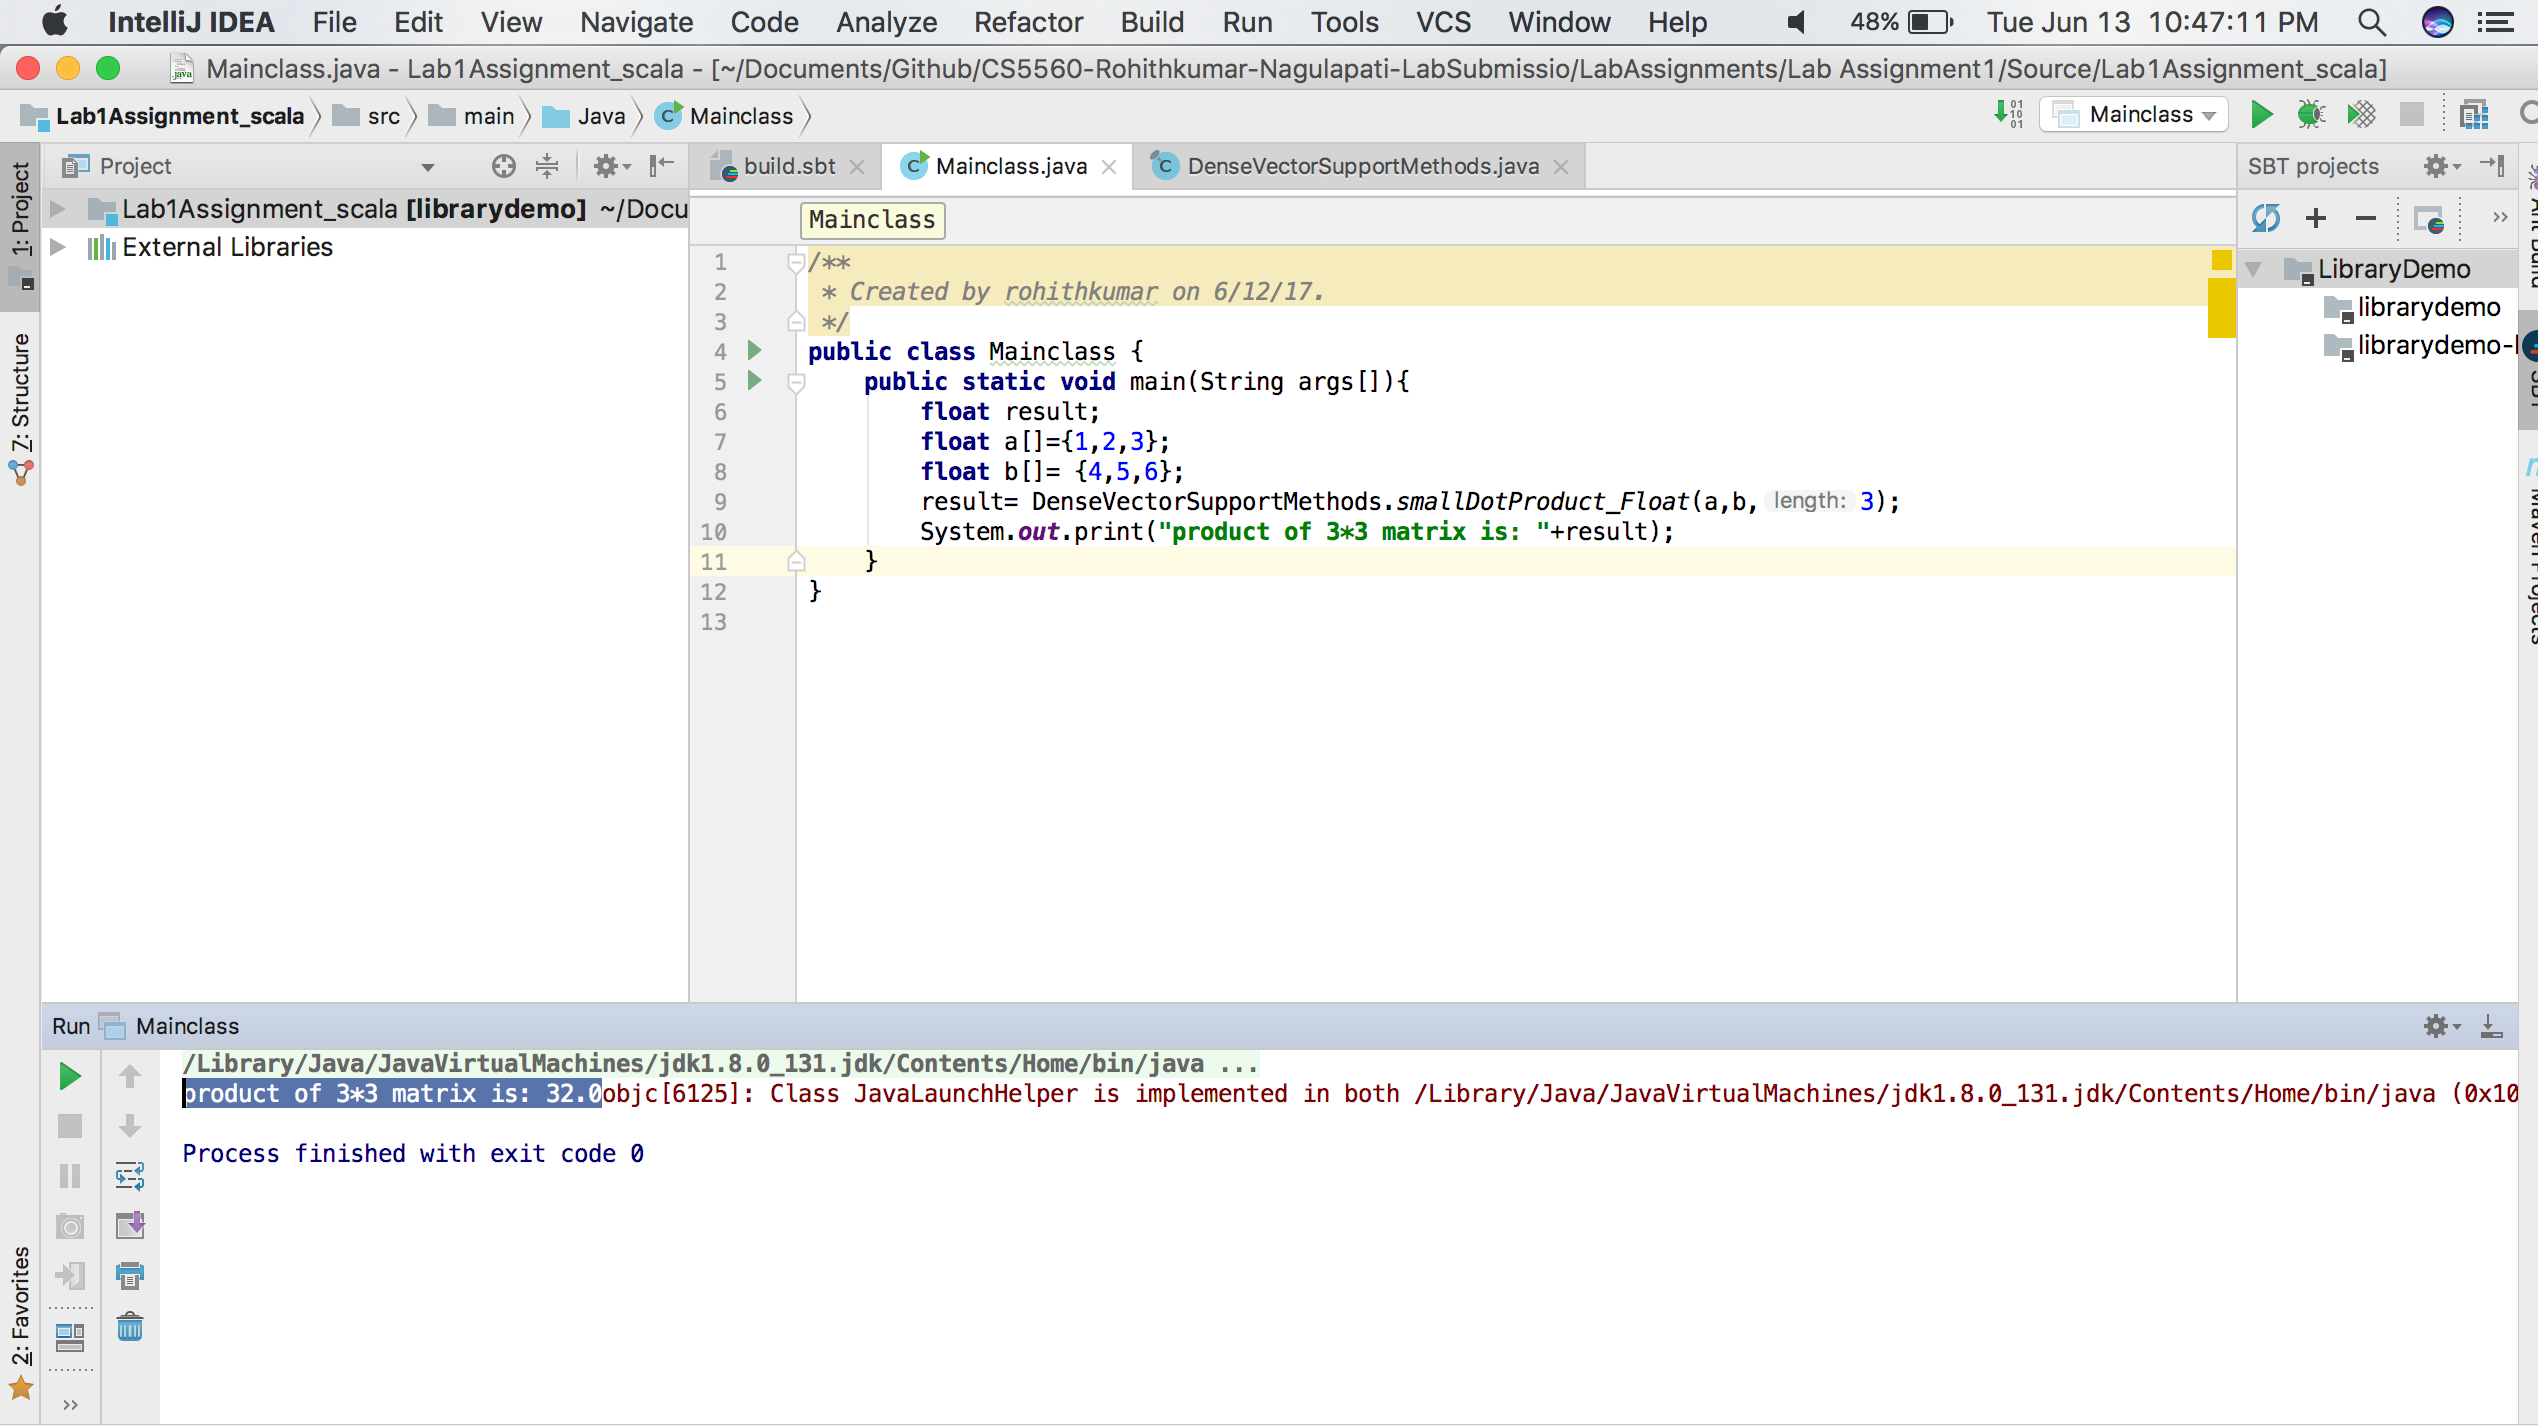 IntelliJ IDEA File Edit View Navigate Code Analyze Refactor Build Run Tools VCS Window Help 48% Tue Jun 13 10:47:11 PM
Mainclass.java - Lab1Assignment_scala - [~/Documents/Github/CS5560-Rohithkumar-Nagulapati-LabSubmissio/LabAssignments/Lab Assignment1/Source/Lab1Assignment_scala]
Lab1Assignment_scala src main Java Mainclass Mainclass
Project build.sbt Mainclass.java DenseVectorSupportMethods.java SBT projects
1: Project
7: Structure
2: Favorites
Lab1Assignment_scala [librarydemo] ~/Docu
External Libraries
Mainclass
1 /**
2 * Created by rohithkumar on 6/12/17.
3 */
4 public class Mainclass {
5 public static void main(String args[]){
6 float result;
7 float a[]={1,2,3};
8 float b[]= {4,5,6};
9 result= DenseVectorSupportMethods.smallDotProduct_Float(a,b, length: 3);
10 System.out.print("product of 3*3 matrix is: "+result);
11 }
12 }
13
LibraryDemo
librarydemo
librarydemo-
Run Mainclass
/Library/Java/JavaVirtualMachines/jdk1.8.0_131.jdk/Contents/Home/bin/java ...
product of 3*3 matrix is: 32.0objc[6125]: Class JavaLaunchHelper is implemented in both /Library/Java/JavaVirtualMachines/jdk1.8.0_131.jdk/Contents/Home/bin/java (0x10
Process finished with exit code 0